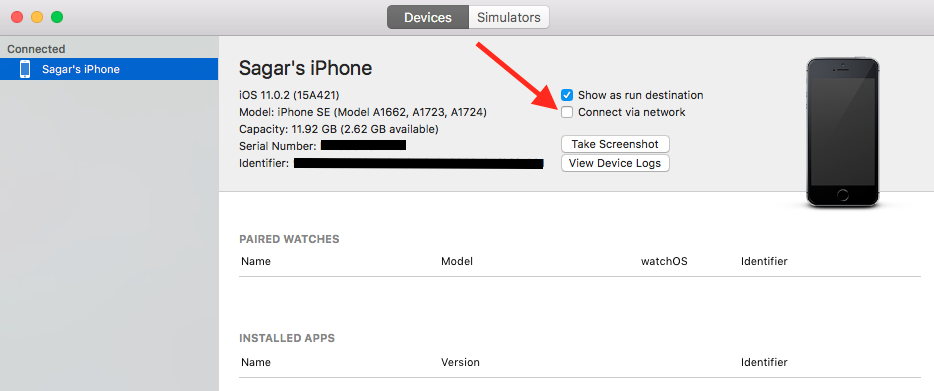 Devices Simulators
Connected
Sagar's iPhone
Sagar's iPhone
iOS 11.0.2 (15A421)
Model: iPhone SE (Model A1662, A1723, A1724)
Capacity: 11.92 GB (2.62 GB available)
Serial Number:
Identifier:
Show as run destination
Connect via network
Take Screenshot
View Device Logs
PAIRED WATCHES
Name Model watchOS Identifier
INSTALLED APPS
Name Version Identifier